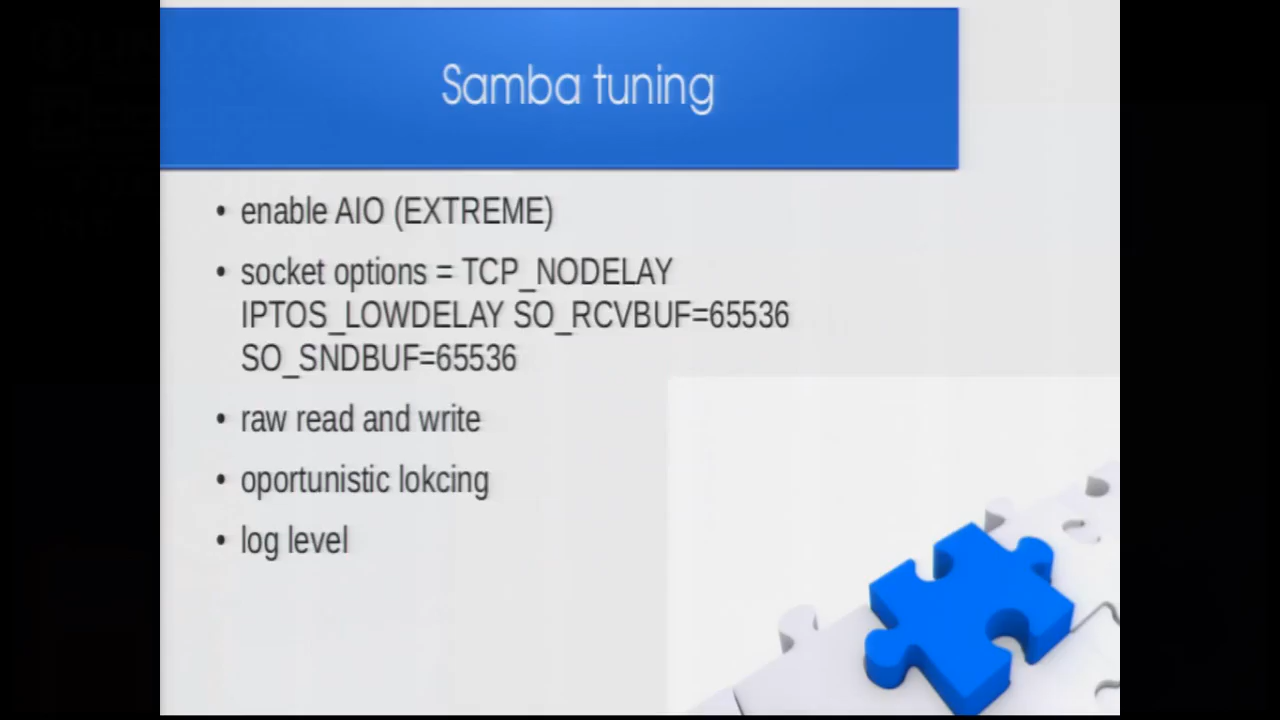 Samba tuning
• enable AIO (EXTREME)
• socket options = TCP_NODELAY
IPTOS_LOWDELAY SO_RCVBUF=65536
SO_SNDBUF=65536
• raw read and write
• oportunistic lokcing
• log level